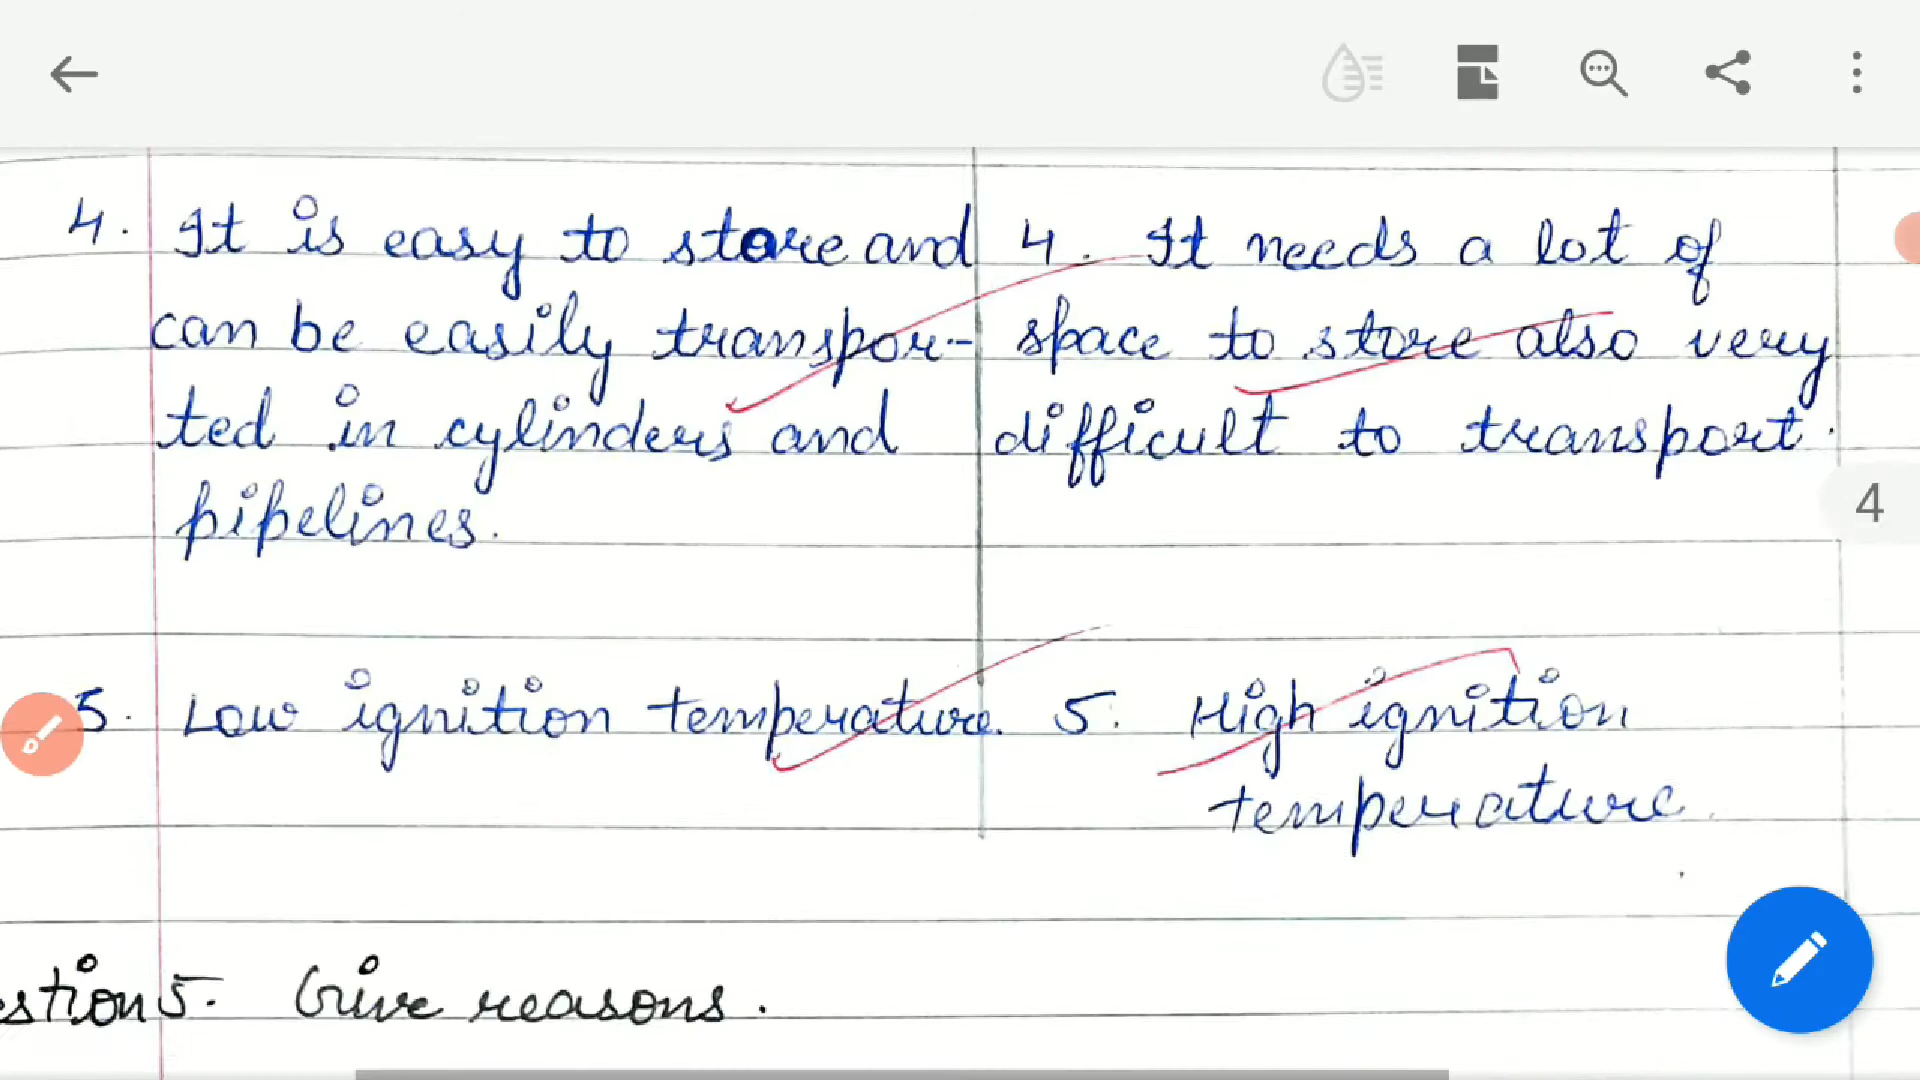 4. It is easy to store and
can be easily transpor-
ted in cylinders and
pipelines.
4. It needs a lot of
space to store also very
difficult to transport.
4
5. Low ignition temperature.
5. High ignition
temperature.
estion 5. Give reasons.